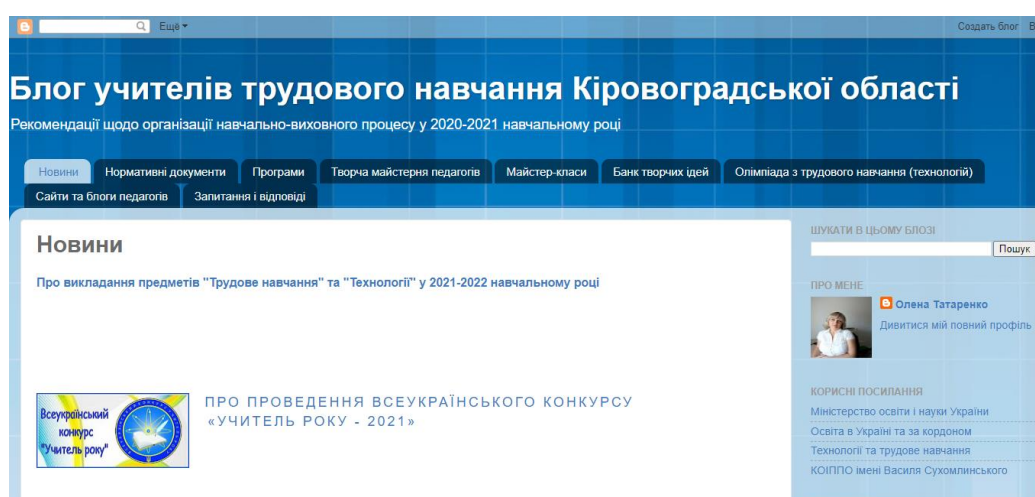 Ещё
Создать блог
Блог учителів трудового навчання Кіровоградської області
Рекомендації щодо організації навчально-виховного процесу у 2020-2021 навчальному році
Новини Нормативні документи Програми Творча майстерня педагогів Майстер-класи Банк творчих ідей Олімпіада з трудового навчання (технологій)
Сайти та блоги педагогів Запитання і відповіді
Новини
Про викладання предметів "Трудове навчання" та "Технології" у 2021-2022 навчальному році
Всеукраїнський
конкурс
"Учитель року"
ПРО ПРОВЕДЕННЯ ВСЕУКРАЇНСЬКОГО КОНКУРСУ
«УЧИТЕЛЬ РОКУ - 2021»
ШУКАТИ В ЦЬОМУ БЛОЗІ
Пошук
ПРО МЕНЕ
Олена Татаренко
Дивитися мій повний профіль
КОРИСНІ ПОСИЛАННЯ
Міністерство освіти і науки України
Освіта в Україні та за кордоном
Технології та трудове навчання
КОІППО імені Василя Сухомлинського